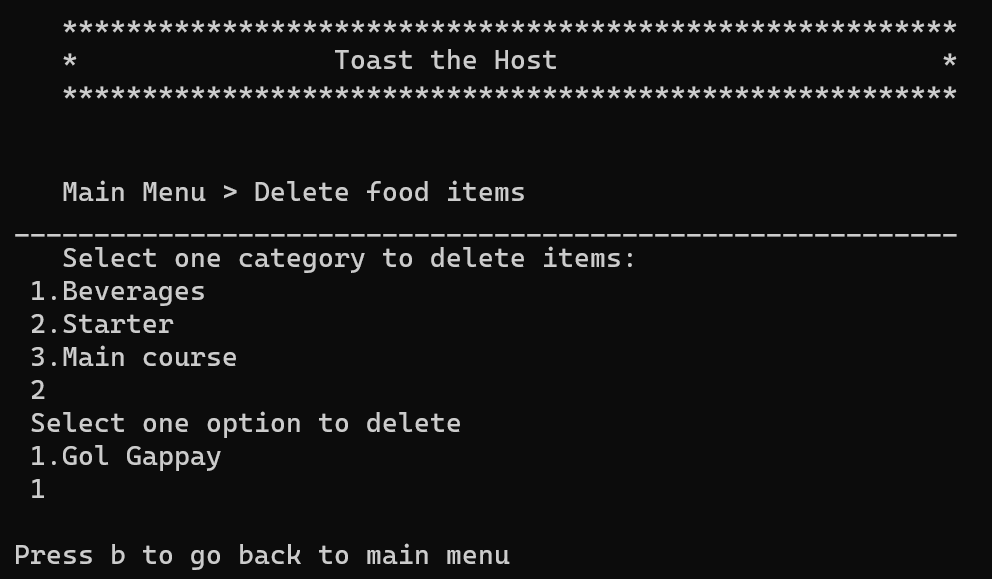 ********************************************************
* Toast the Host *
********************************************************
Main Menu > Delete food items
___________________________________________________________
Select one category to delete items:
1.Beverages
2.Starter
3.Main course
2
Select one option to delete
1.Gol Gappay
1
Press b to go back to main menu